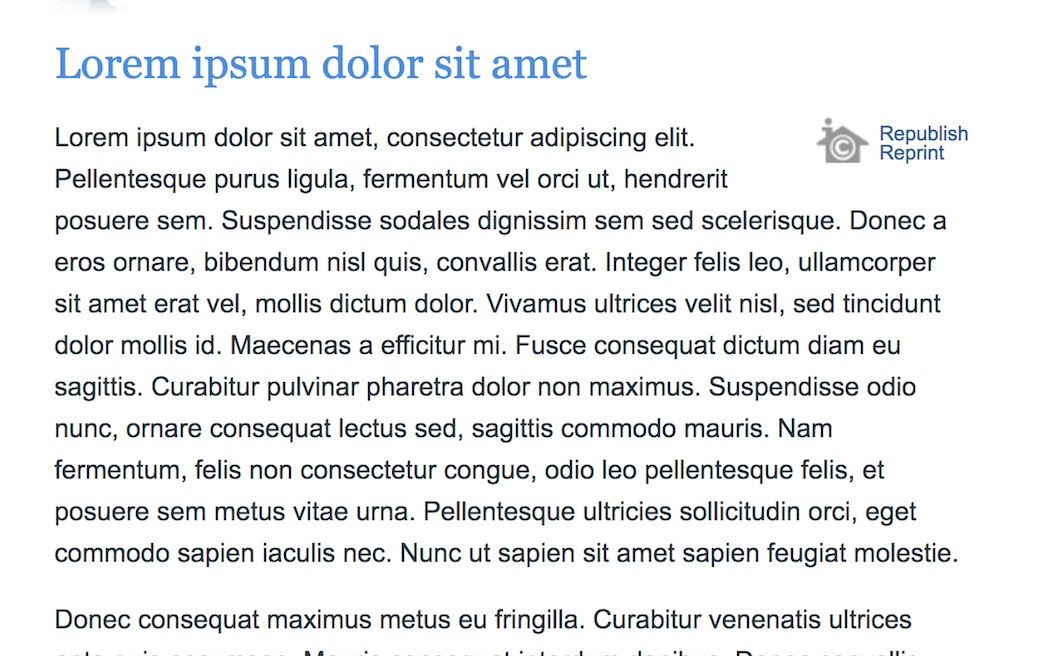 Lorem ipsum dolor sit amet
Republish
Reprint
Lorem ipsum dolor sit amet, consectetur adipiscing elit.
Pellentesque purus ligula, fermentum vel orci ut, hendrerit
posuere sem. Suspendisse sodales dignissim sem sed scelerisque. Donec a
eros ornare, bibendum nisl quis, convallis erat. Integer felis leo, ullamcorper
sit amet erat vel, mollis dictum dolor. Vivamus ultrices velit nisl, sed tincidunt
dolor mollis id. Maecenas a efficitur mi. Fusce consequat dictum diam eu
sagittis. Curabitur pulvinar pharetra dolor non maximus. Suspendisse odio
nunc, ornare consequat lectus sed, sagittis commodo mauris. Nam
fermentum, felis non consectetur congue, odio leo pellentesque felis, et
posuere sem metus vitae urna. Pellentesque ultricies sollicitudin orci, eget
commodo sapien iaculis nec. Nunc ut sapien sit amet sapien feugiat molestie.
Donec consequat maximus metus eu fringilla. Curabitur venenatis ultrices